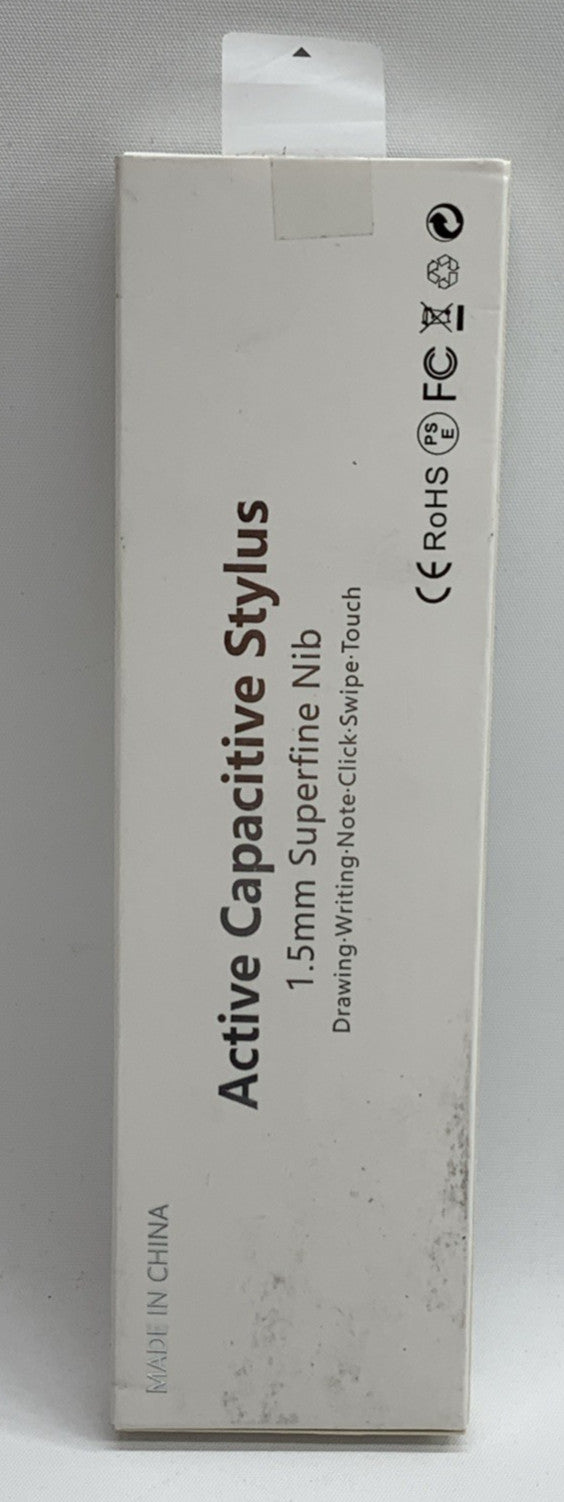 Active Capacitive Stylus
1.5mm Superfine Nib
Drawing·Writing·Note·Click·Swipe·Touch
CE RoHS PS E FC
MADE IN CHINA